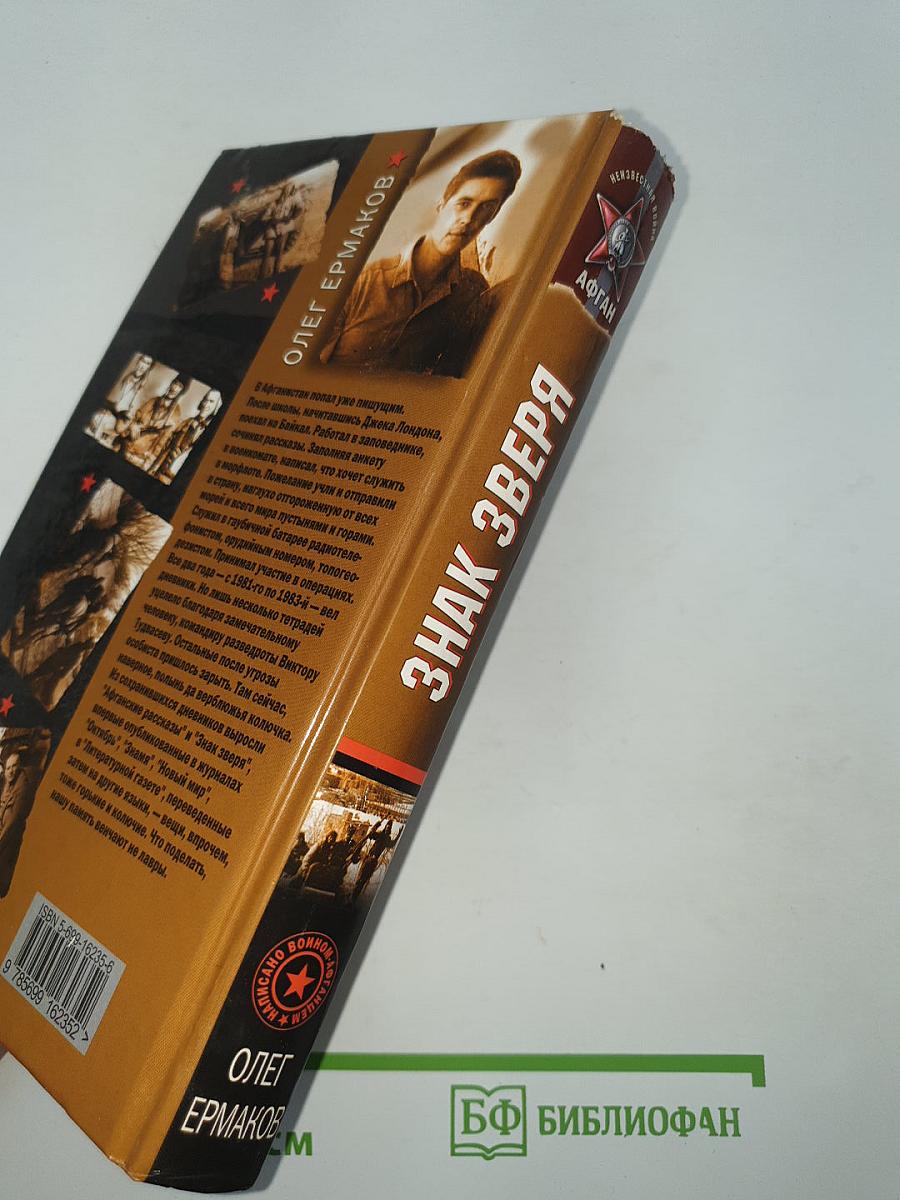 ОЛЕГ ЕРМАКОВ
В Афганистан попал уже пишущим.
После школы, начитавшись Джека Лондона,
поехал на Байкал. Работал в заповеднике,
сочинял рассказы. Заполняя анкету
в военкомате, написал, что хочет служить
в морфлоте. Пожелание учли и отправили
в страну, наглухо отгороженную от всех
морей и всего мира пустынями и горами.
Служил в гаубичной батарее радиотеле-
фонистом, орудийным номером, топогео-
дезистом. Принимал участие в операциях.
Все два года — с 1981-го по 1983-й — вел
дневники. Но лишь несколько тетрадей
уцелело благодаря замечательному
человеку, командиру разведроты Виктору
Тудвасеву. Остальные после угрозы
особиста пришлось зарыть. Там сейчас,
наверное, полынь да верблюжья колючка.
Из сохранившихся дневников выросли
"Афганские рассказы" и "Знак зверя",
впервые опубликованные в журналах
"Октябрь", "Знамя", "Новый мир",
в "Литературной газете", переведенные
затем на другие языки, — вещи, впрочем,
тоже горькие и колючие. Что поделать,
нашу память венчают не лавры.
ISBN 5-699-16235-6
9 785699 162352 >
НЕИЗВЕСТНАЯ ВОЙНА
АФГАН
ЗНАК ЗВЕРЯ
НАПИСАНО ВОИНОМ-АФГАНЦЕМ
ОЛЕГ
ЕРМАКОВ
ЕМ
БФ БИБЛИОФАН